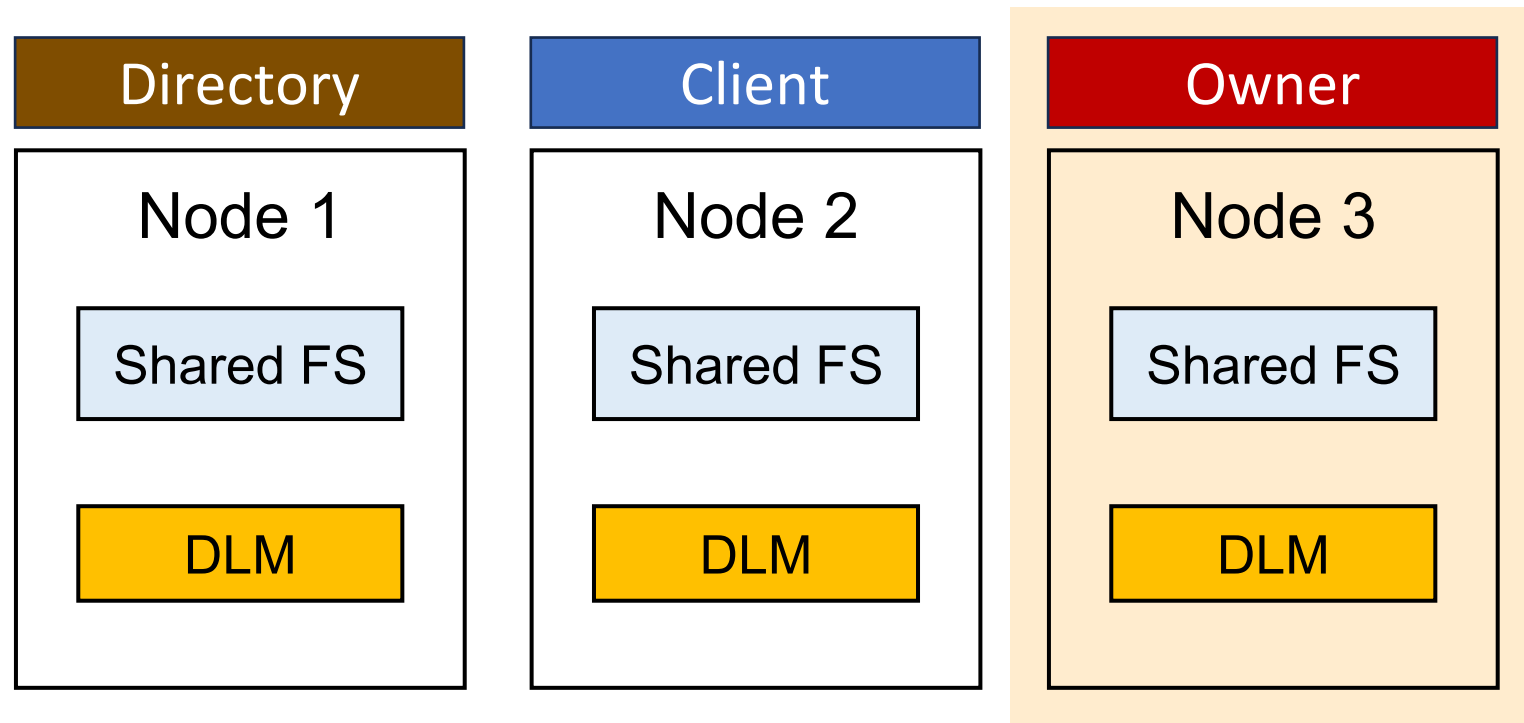 Directory
Node 1
Shared FS
DLM
Client
Node 2
Shared FS
DLM
Owner
Node 3
Shared FS
DLM